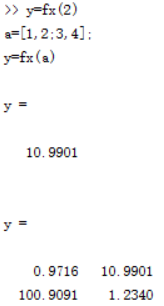 >> y=fx(2)
a=[1,2;3,4];
y=fx(a)
y =
10.9901
y =
0.9716 10.9901
100.9091 1.2340